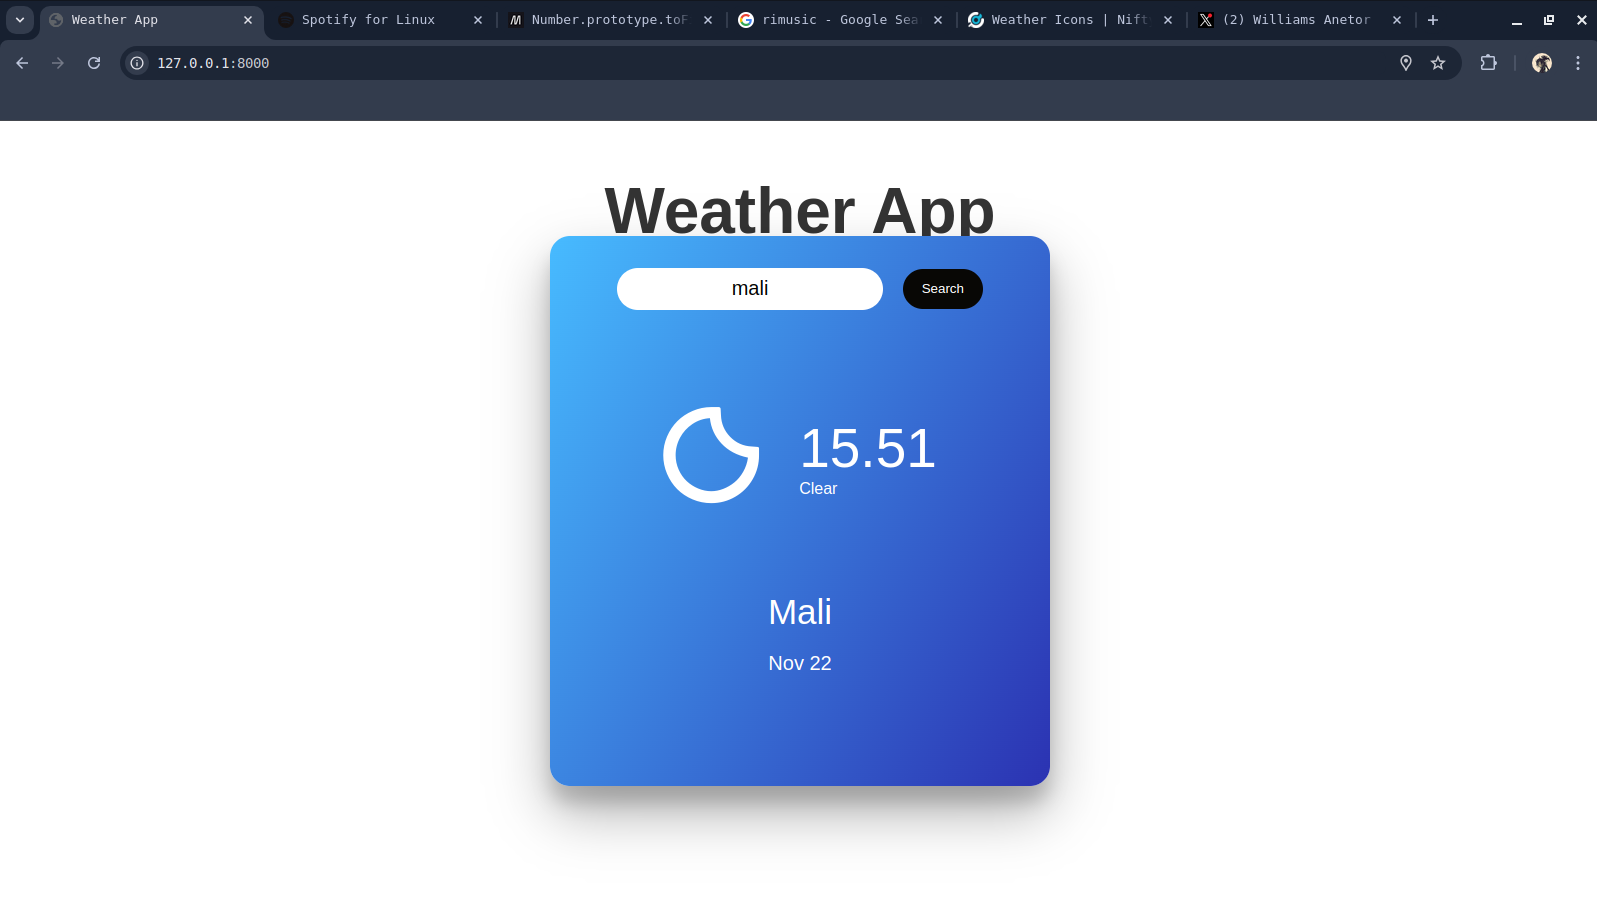 Weather App
Spotify for Linux
Number.prototype.toF
rimusic - Google Sea
Weather Icons | Nift
(2) Williams Anetor
127.0.0.1:8000
Weather App
mali
Search
15.51
Clear
Mali
Nov 22